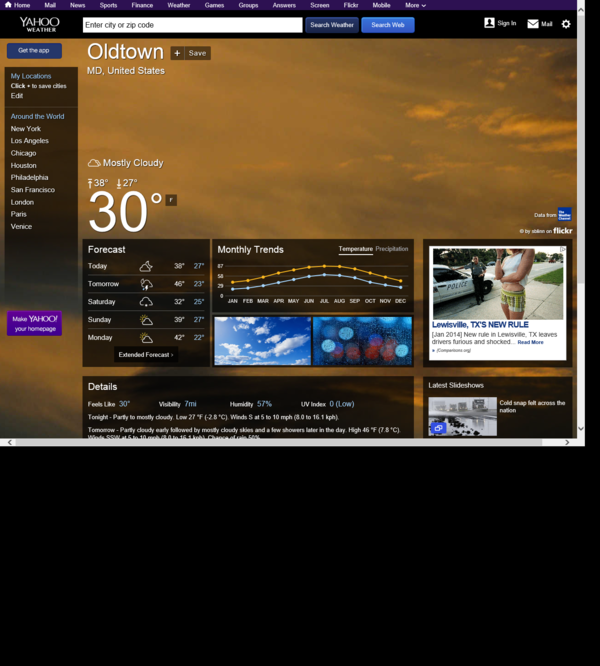 Home Mail News Sports Finance Weather Games Groups Answers Screen Flickr Mobile More
YAHOO
WEATHER
Enter city or zip code
Search Weather
Search Web
Sign In
Mail
Get the app
Oldtown
+ Save
MD, United States
My Locations
Click + to save cities
Edit
Around the World
New York
Los Angeles
Chicago
Houston
Philadelphia
San Francisco
London
Paris
Venice
Mostly Cloudy
38° 27°
30°
F
Data from
The Weather Channel
© by sbilmn on flickr
Make YAHOO!
your homepage
Forecast
Today 38° 27°
Tomorrow 46° 23°
Saturday 32° 25°
Sunday 39° 27°
Monday 42° 22°
Extended Forecast ›
Monthly Trends
Temperature Precipitation
87
58
29
0
JAN FEB MAR APR MAY JUN JUL AUG SEP OCT NOV DEC
POLICE
Lewisville, TX'S NEW RULE
[Jan 2014] New rule in Lewisville, TX leaves
drivers furious and shocked... Read More
(Comparisons.org)
Details
Feels Like 30° Visibility 7mi Humidity 57% UV Index 0 (Low)
Tonight - Partly to mostly cloudy. Low 27 °F (-2.8 °C). Winds S at 5 to 10 mph (8.0 to 16.1 kph).
Tomorrow - Partly cloudy early followed by mostly cloudy skies and a few showers later in the day. High 46 °F (7.8 °C).
Winds SSW at 5 to 10 mph (8.0 to 16.1 kph). Chance of rain 50%.
Latest Slideshows
Cold snap felt across the
nation